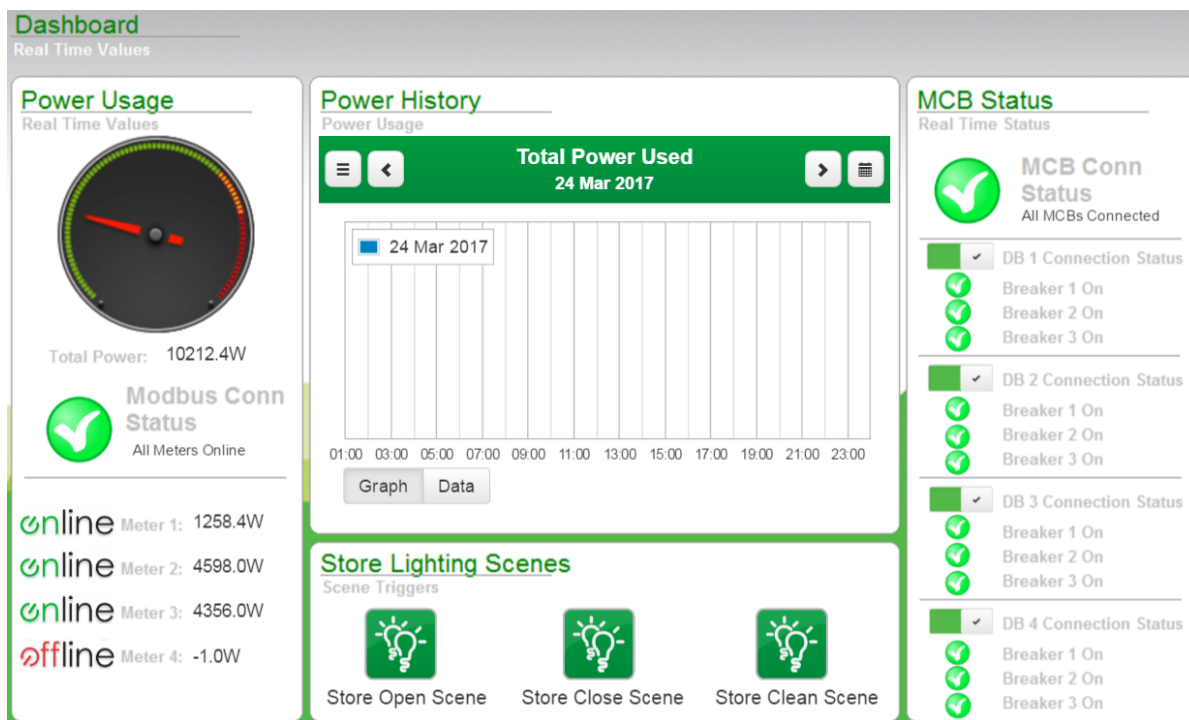 Dashboard
Real Time Values
Power Usage
Real Time Values
Total Power: 10212.4W
Modbus Conn
Status
All Meters Online
online Meter 1: 1258.4W
online Meter 2: 4598.0W
online Meter 3: 4356.0W
offline Meter 4: -1.0W
Power History
Power Usage
Total Power Used
24 Mar 2017
24 Mar 2017
01:00 03:00 05:00 07:00 09:00 11:00 13:00 15:00 17:00 19:00 21:00 23:00
Graph Data
Store Lighting Scenes
Scene Triggers
Store Open Scene Store Close Scene Store Clean Scene
MCB Status
Real Time Status
MCB Conn
Status
All MCBs Connected
DB 1 Connection Status
Breaker 1 On
Breaker 2 On
Breaker 3 On
DB 2 Connection Status
Breaker 1 On
Breaker 2 On
Breaker 3 On
DB 3 Connection Status
Breaker 1 On
Breaker 2 On
Breaker 3 On
DB 4 Connection Status
Breaker 1 On
Breaker 2 On
Breaker 3 On